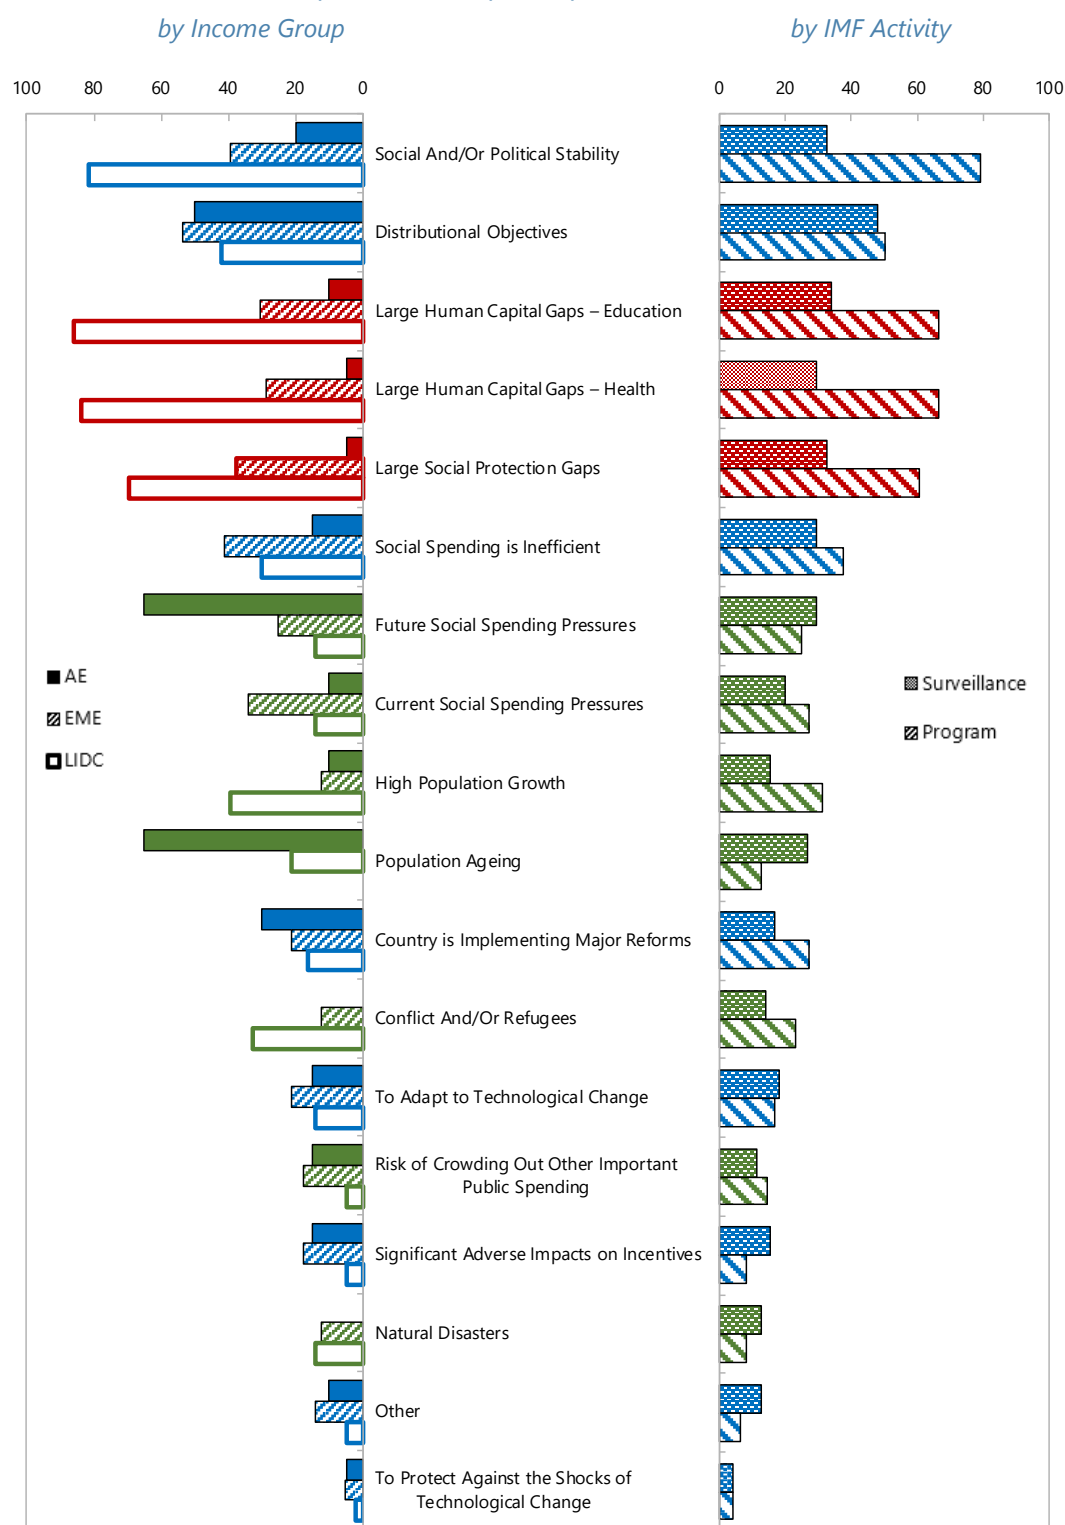 by Income Group
by IMF Activity
100 80 60 40 20 0
0 20 40 60 80 100
Social And/Or Political Stability
Distributional Objectives
Large Human Capital Gaps – Education
Large Human Capital Gaps – Health
Large Social Protection Gaps
Social Spending is Inefficient
Future Social Spending Pressures
AE
EME
LIDC
Surveillance
Program
Current Social Spending Pressures
High Population Growth
Population Ageing
Country is Implementing Major Reforms
Conflict And/Or Refugees
To Adapt to Technological Change
Risk of Crowding Out Other Important
Public Spending
Significant Adverse Impacts on Incentives
Natural Disasters
Other
To Protect Against the Shocks of
Technological Change